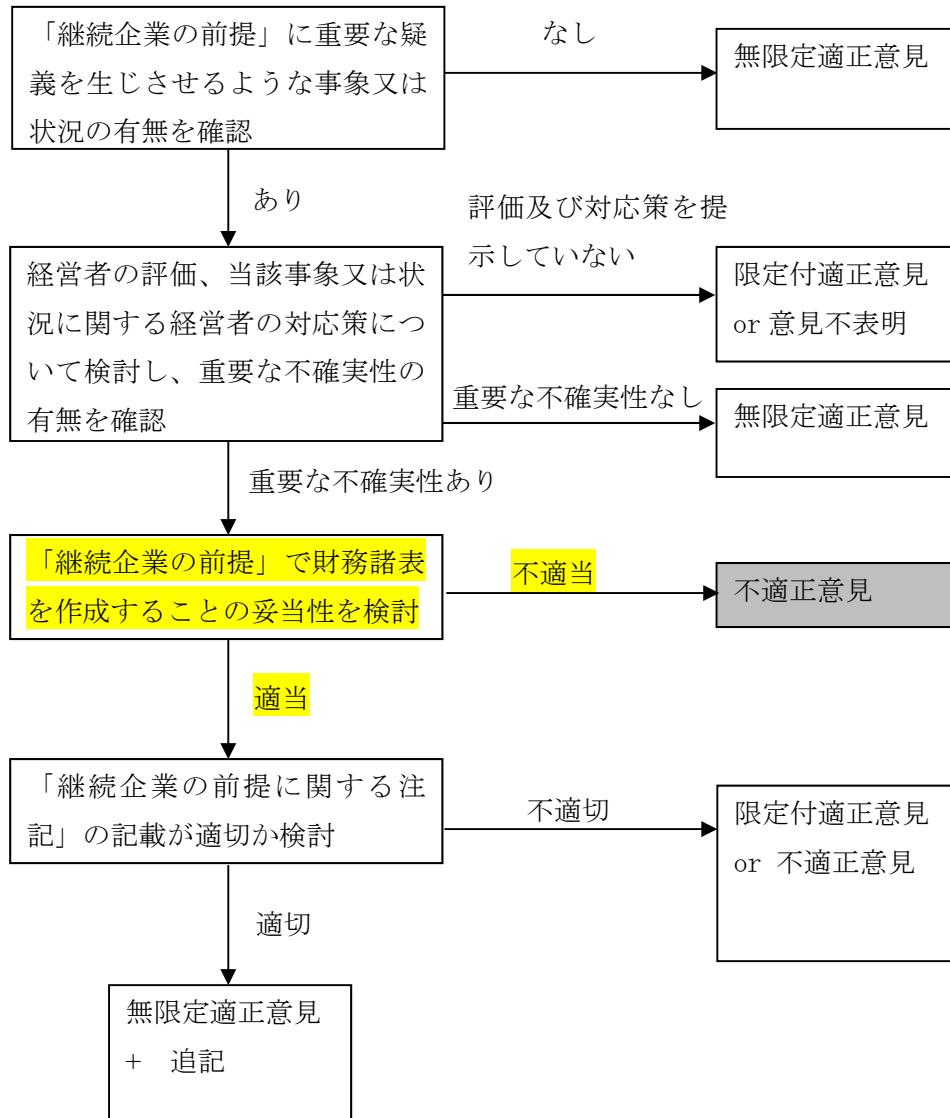 「継続企業の前提」に重要な疑
義を生じさせるような事象又は
状況の有無を確認
なし
無限定適正意見
あり
評価及び対応策を提
示していない
経営者の評価、当該事象又は状
況に関する経営者の対応策につ
いて検討し、重要な不確実性の
有無を確認
限定付適正意見
or 意見不表明
重要な不確実性なし
無限定適正意見
重要な不確実性あり
「継続企業の前提」で財務諸表
を作成することの妥当性を検討
不適当
不適正意見
適当
「継続企業の前提に関する注
記」の記載が適切か検討
不適切
限定付適正意見
or 不適正意見
適切
無限定適正意見
+ 追記